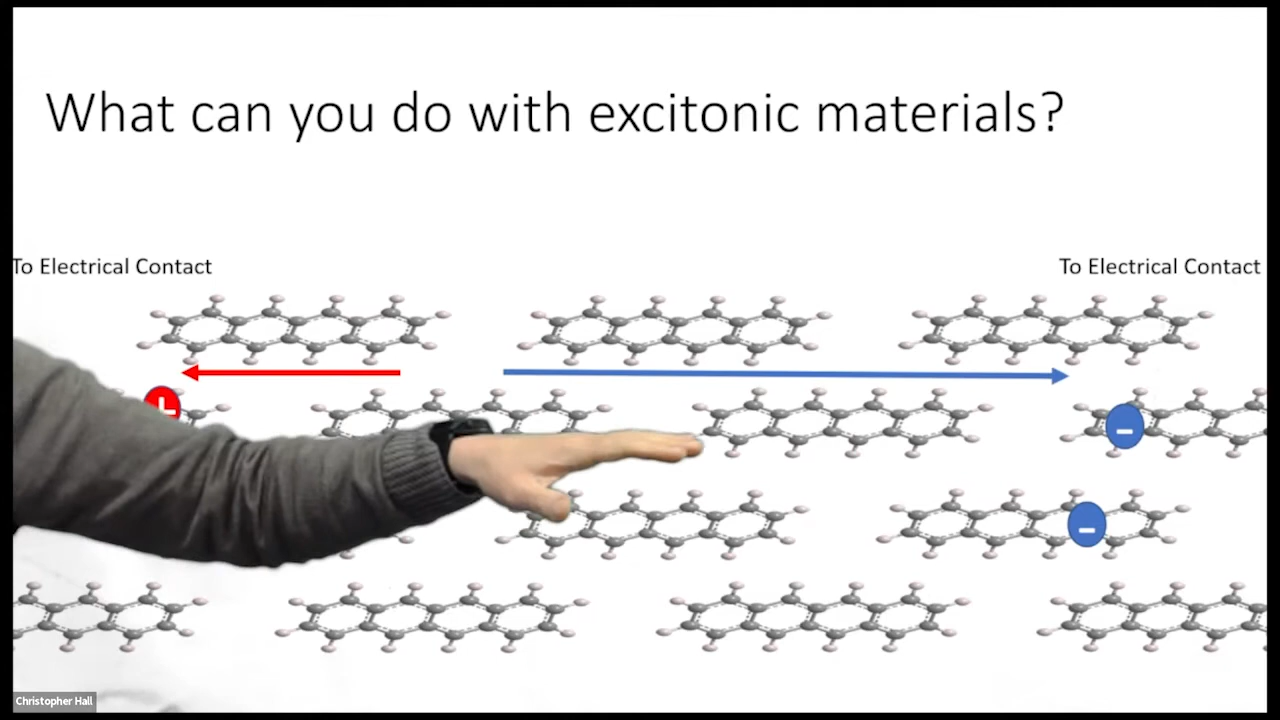 What can you do with excitonic materials?
To Electrical Contact
To Electrical Contact
+
-
-
Christopher Hall